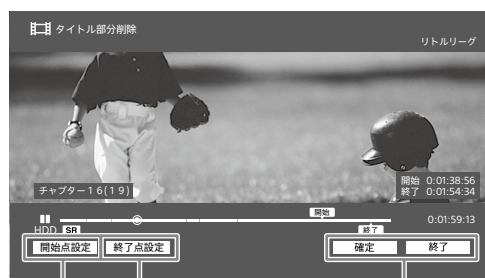 タイトル部分削除
リトルリーグ
チャプター16(19)
開始 0:01:38:56
終了 0:01:54:34
開始
0:01:59:13
HDD SR
終了
開始点設定 終了点設定 確定 終了